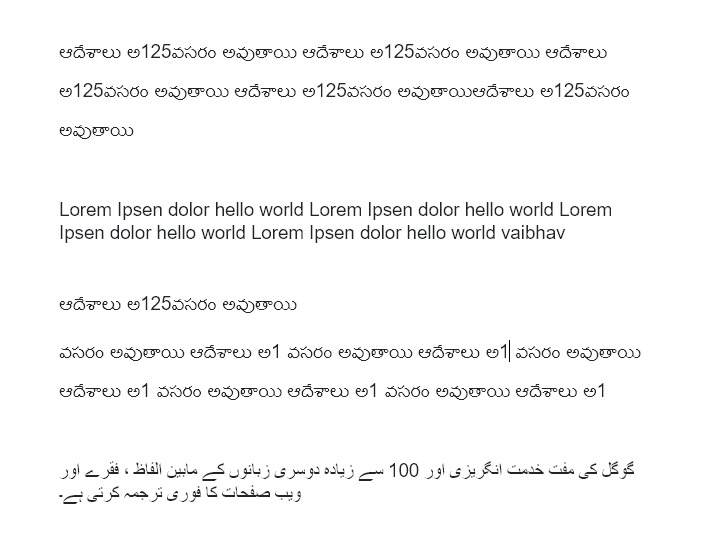 ఆదేశాలు అ125వసరం అవుతాయి ఆదేశాలు అ125వసరం అవుతాయి ఆదేశాలు
అ125వసరం అవుతాయి ఆదేశాలు అ125వసరం అవుతాయిఆదేశాలు అ125వసరం
అవుతాయి
Lorem Ipsen dolor hello world Lorem Ipsen dolor hello world Lorem
Ipsen dolor hello world Lorem Ipsen dolor hello world vaibhav
ఆదేశాలు అ125వసరం అవుతాయి
వసరం అవుతాయి ఆదేశాలు అ1 వసరం అవుతాయి ఆదేశాలు అ1 వసరం అవుతాయి
ఆదేశాలు అ1 వసరం అవుతాయి ఆదేశాలు అ1 వసరం అవుతాయి ఆదేశాలు అ1
گوگل کی مفت خدمت انگریزی اور 100 سے زیادہ دوسری زبانوں کے مابین الفاظ ، فقرے اور
ویب صفحات کا فوری ترجمہ کرتی ہے۔